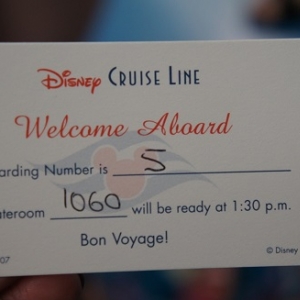 Disney CRUISE LINE
Welcome Aboard
arding Number is 5
teroom 1060 will be ready at 1:30 p.m.
Bon Voyage!
07 © Disney